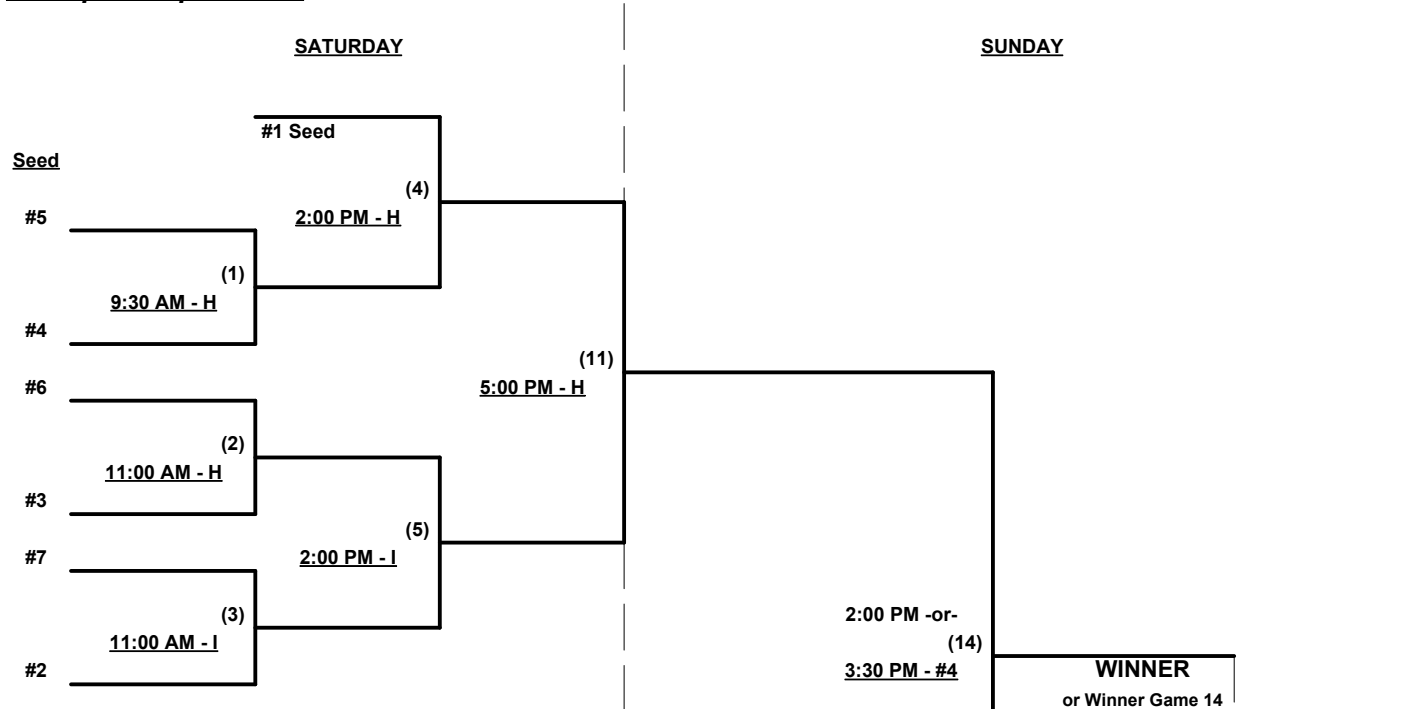 SATURDAY
SUNDAY
#1 Seed
Seed
(4)
#5
2:00 PM - H
(1)
9:30 AM - H
#4
(11)
#6
5:00 PM - H
(2)
11:00 AM - H
#3
(5)
#7
2:00 PM - I
(3)
2:00 PM -or-
11:00 AM - I
(14)
#2
3:30 PM - #4
WINNER
or Winner Game 14